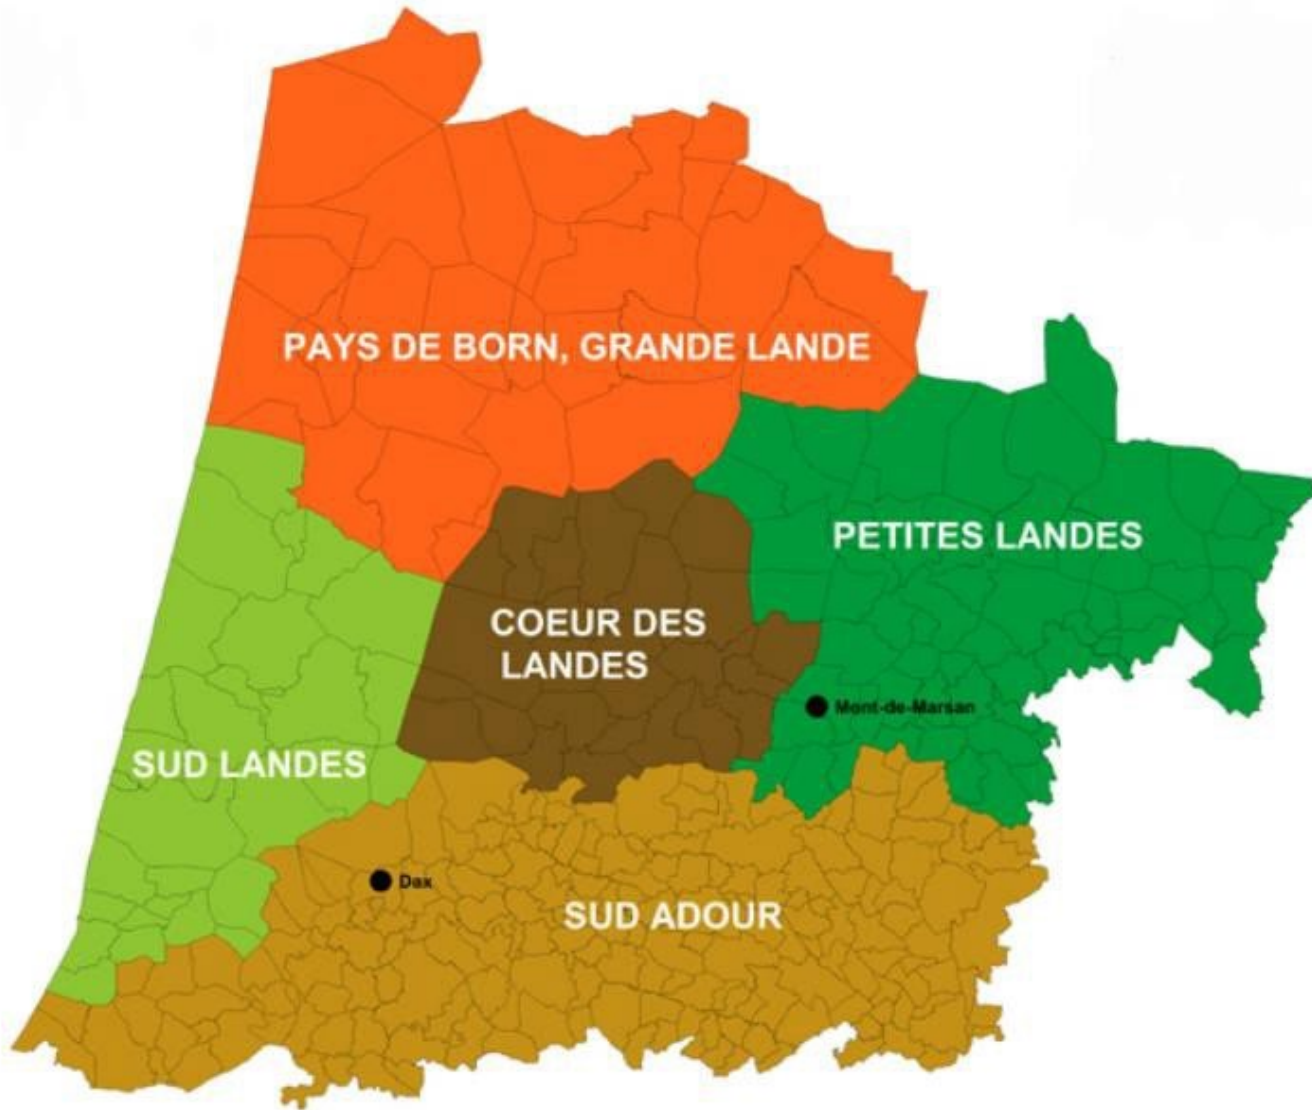 PAYS DE BORN, GRANDE LANDE
PETITES LANDES
COEUR DES
LANDES
Mont-de-Marsan
SUD LANDES
Dax
SUD ADOUR